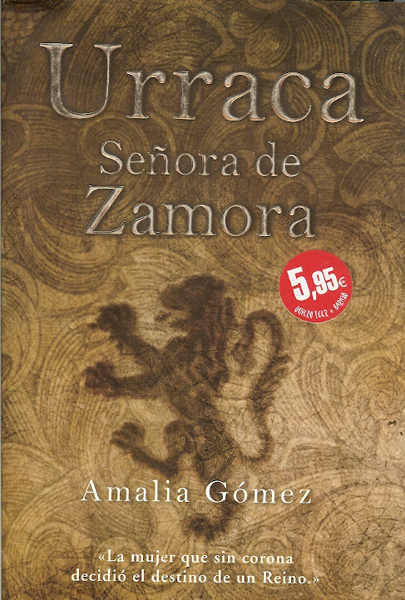 Urraca
Señora de
Zamora
5,95€
Amalia Gómez
«La mujer que sin corona
decidió el destino de un Reino.»